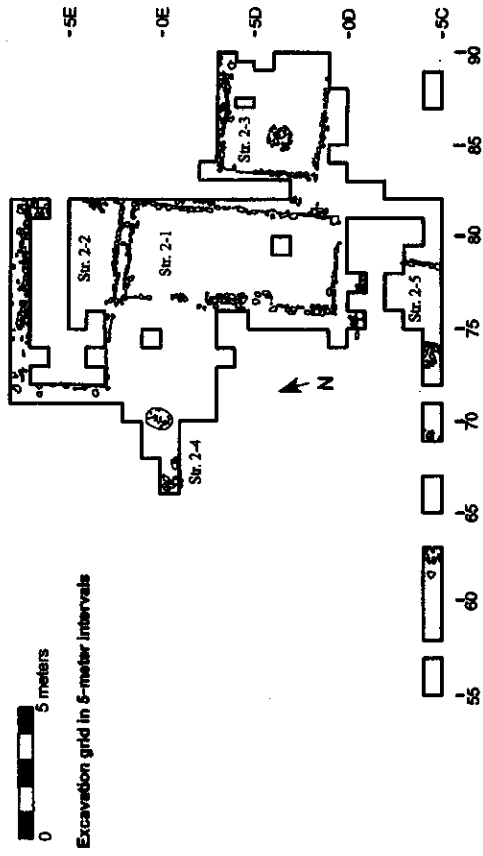 0 5 meters
Excavation grid in 5-meter intervals
-5E
-0E
-5D
-0D
-5C
Str. 2-2
Str. 2-1
Str. 2-3
Str. 2-4
Str. 2-5
N
55 60 65 70 75 80 85 90